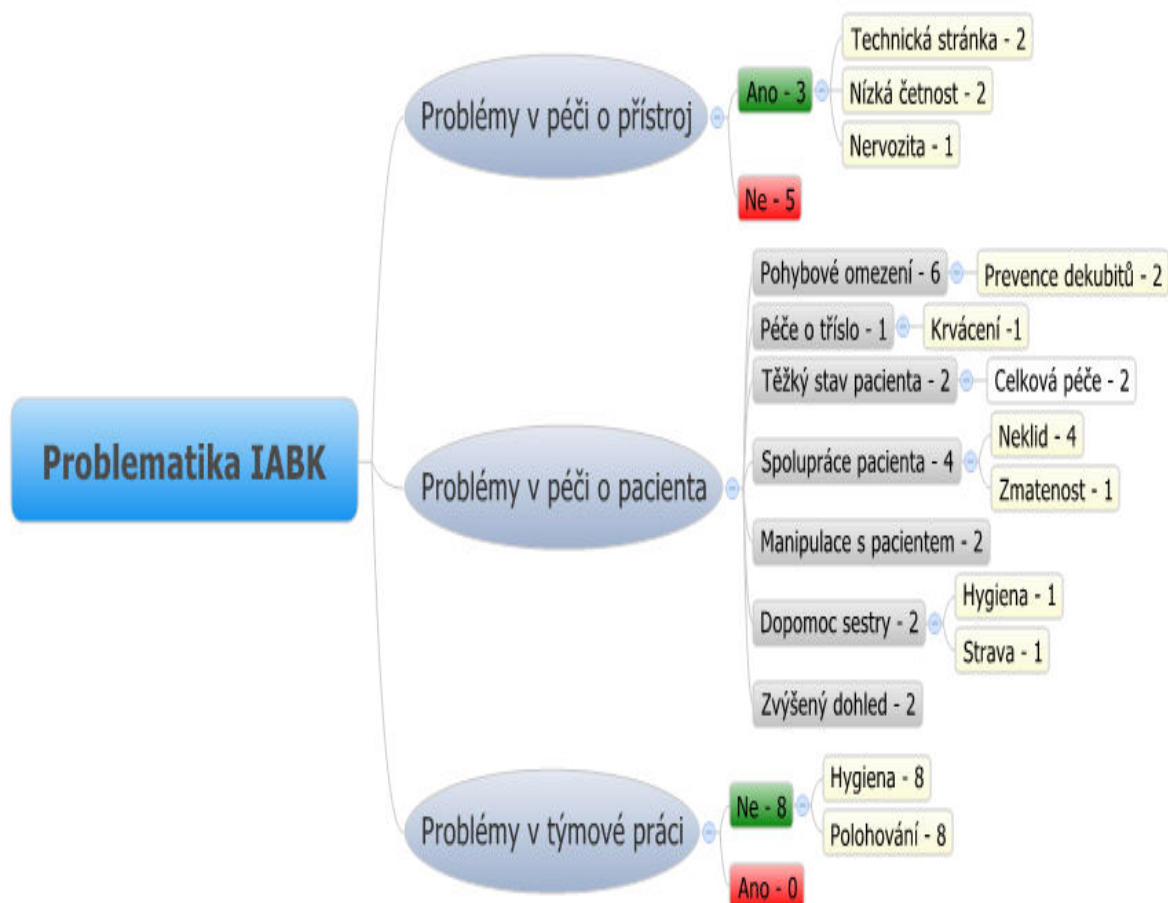 Problematika IABK
Problémy v péči o přístroj
Ano - 3
Technická stránka - 2
Nízká četnost - 2
Nervozita - 1
Ne - 5
Problémy v péči o pacienta
Pohybové omezení - 6
Prevence dekubitů - 2
Péče o tříslo - 1
Krvácení -1
Těžký stav pacienta - 2
Celková péče - 2
Spolupráce pacienta - 4
Neklid - 4
Zmatenost - 1
Manipulace s pacientem - 2
Dopomoc sestry - 2
Hygiena - 1
Strava - 1
Zvýšený dohled - 2
Problémy v týmové práci
Ne - 8
Hygiena - 8
Polohování - 8
Ano - 0